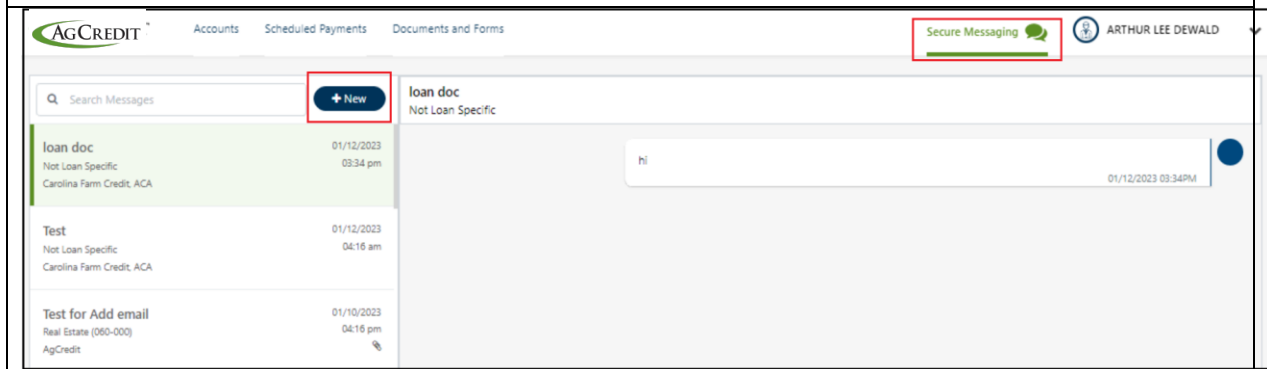 AGCREDIT Accounts Scheduled Payments Documents and Forms Secure Messaging ARTHUR LEE DEWALD
Search Messages + New
loan doc 01/12/2023
Not Loan Specific 03:34 pm
Carolina Farm Credit, ACA
Test 01/12/2023
Not Loan Specific 04:16 am
Carolina Farm Credit, ACA
Test for Add email 01/10/2023
Real Estate (060-000) 04:16 pm
AgCredit
loan doc
Not Loan Specific
hi
01/12/2023 03:34PM